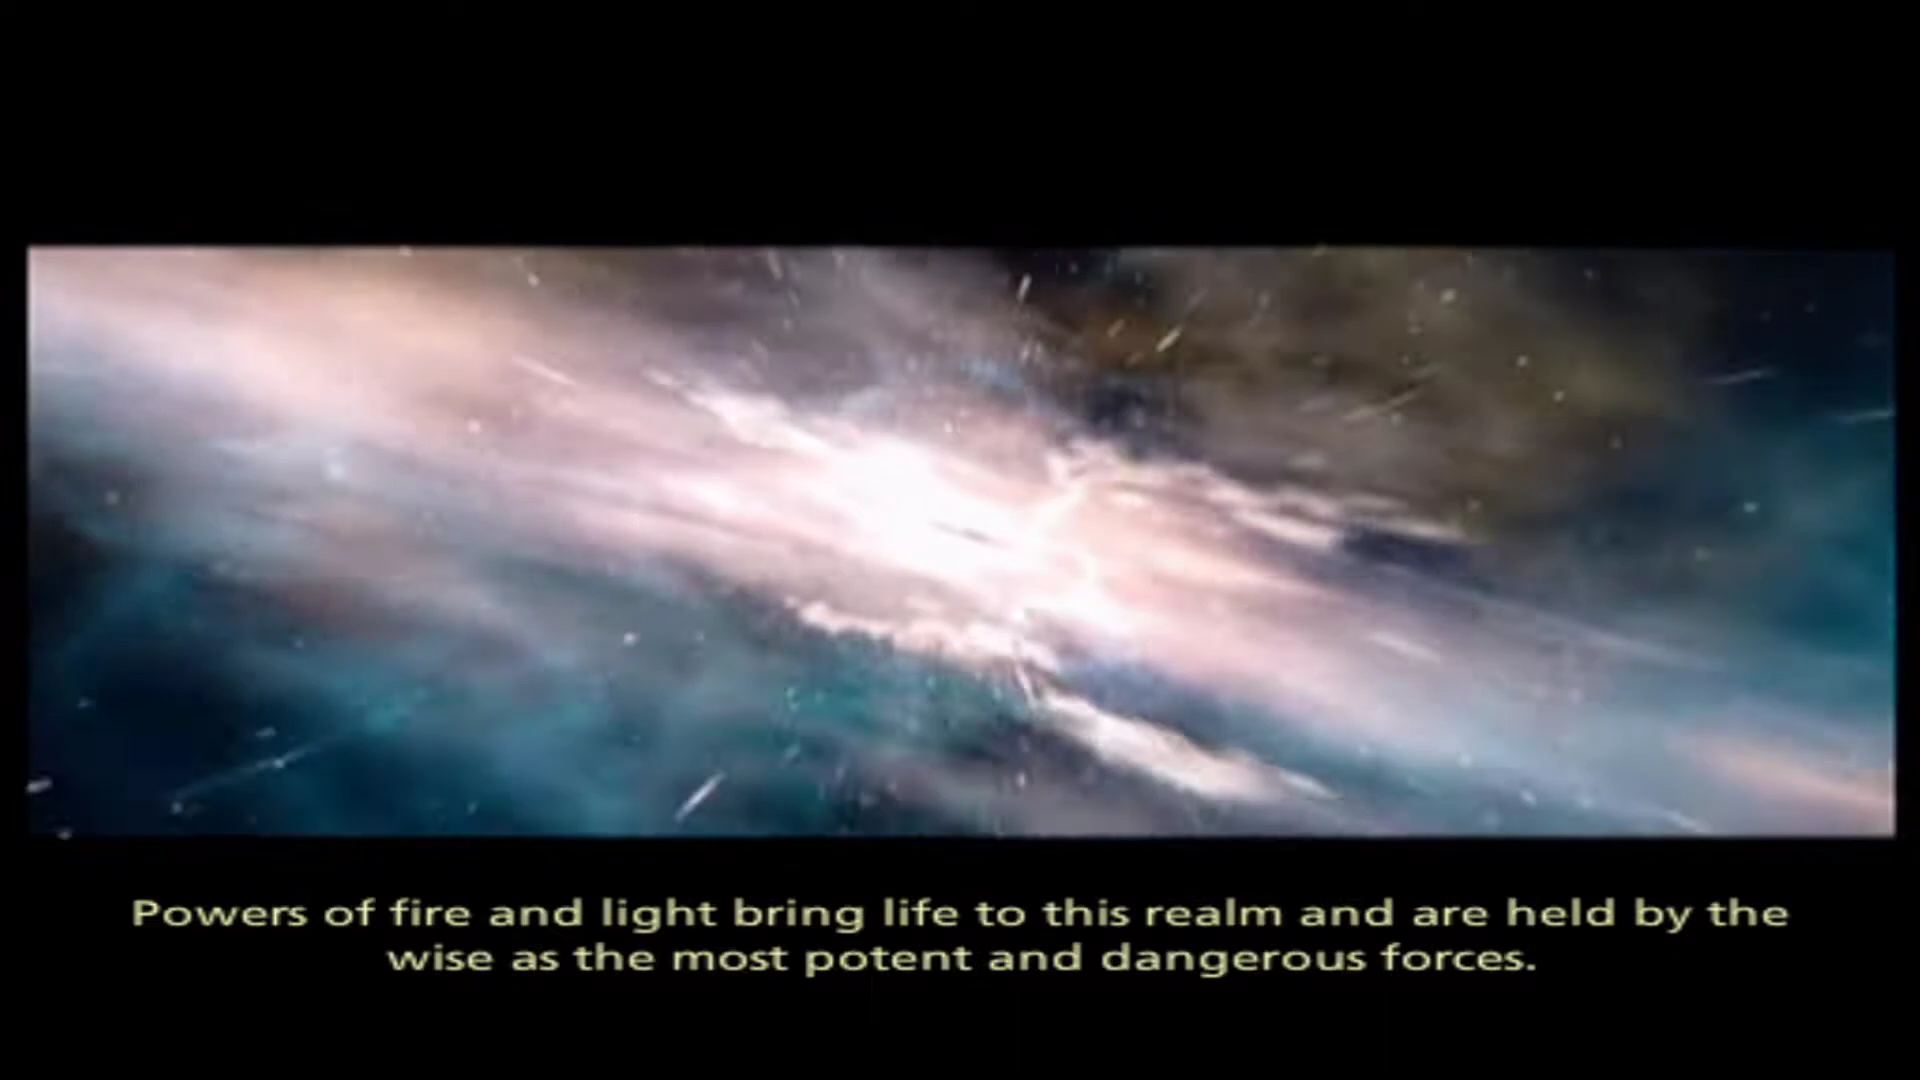 Powers of fire and light bring life to this realm and are held by the
wise as the most potent and dangerous forces.